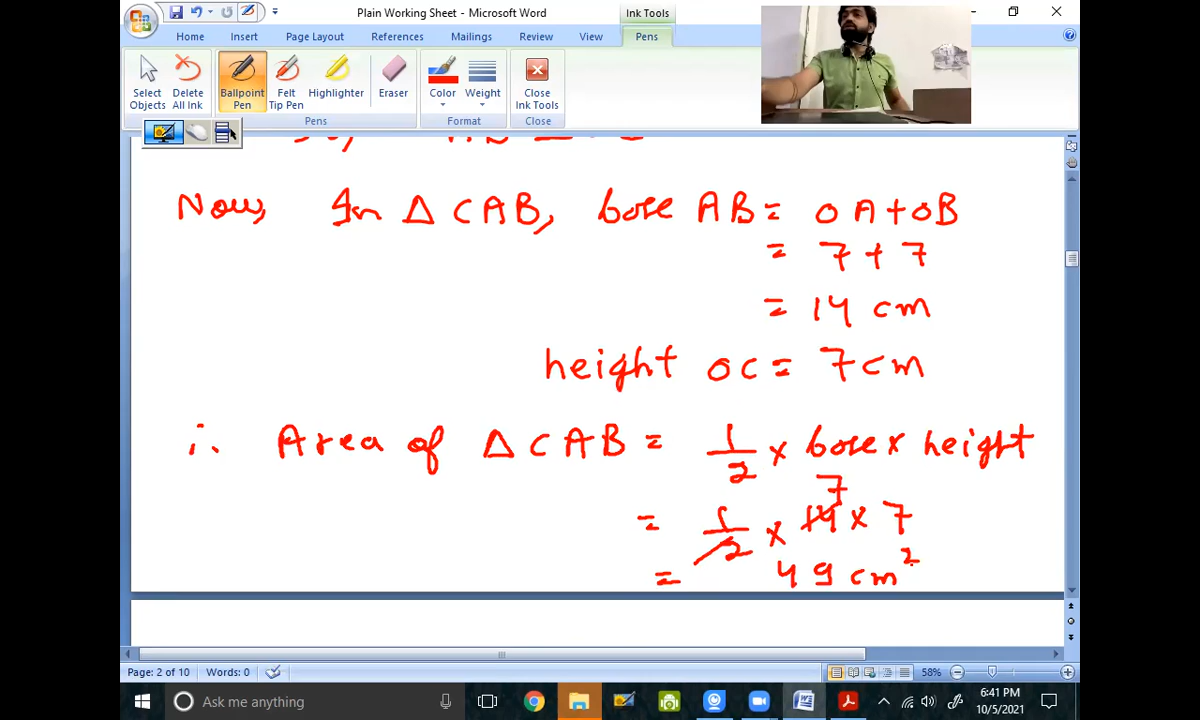 Plain Working Sheet - Microsoft Word
Ink Tools
Home Insert Page Layout References Mailings Review View Pens
Select Objects
Delete All Ink
Ballpoint Pen
Felt Tip Pen
Highlighter
Eraser
Color
Weight
Close Ink Tools
Pens Format Close
Now, In Δ CAB, base AB = OA + OB
= 7 + 7
= 14 cm
height OC = 7cm
∴ Area of Δ CAB = 1/2 × base × height
7
= 1/2 × 14 × 7
= 49 cm²
Page: 2 of 10 Words: 0 58%
Ask me anything
6:41 PM
10/5/2021